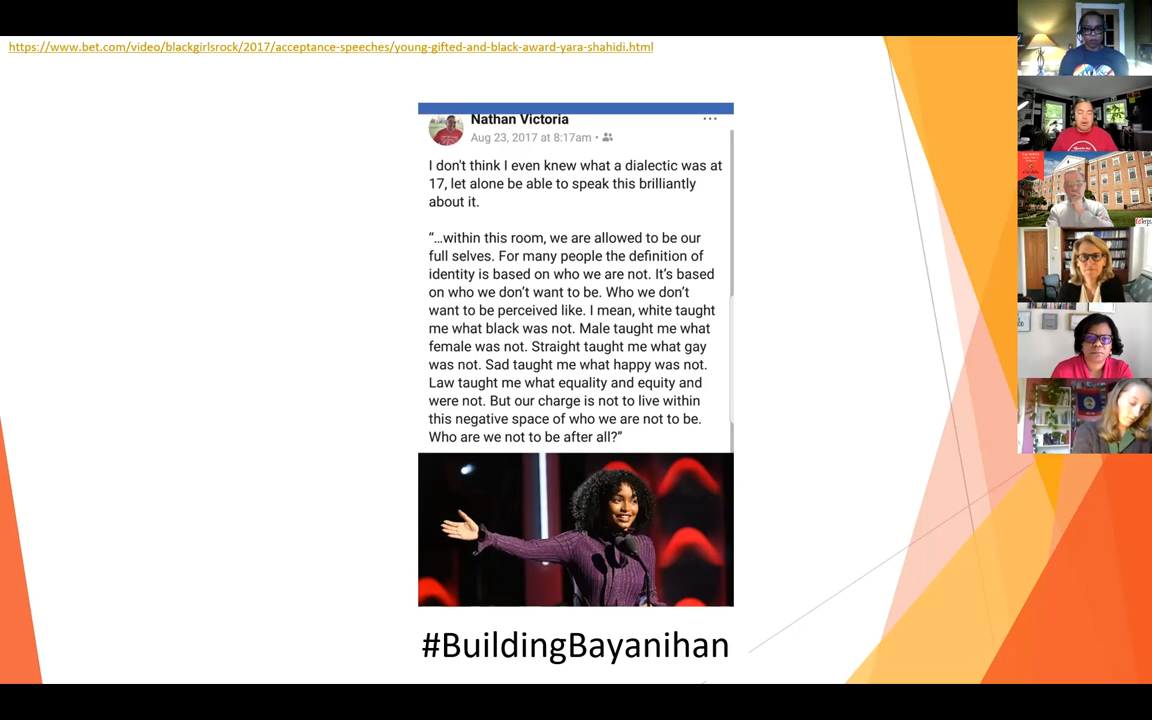 https://www.bet.com/video/blackgirlsrock/2017/acceptance-speeches/young-gifted-and-black-award-yara-shahidi.html
Nathan Victoria
Aug 23, 2017 at 8:17am •
I don't think I even knew what a dialectic was at
17, let alone be able to speak this brilliantly
about it.
“…within this room, we are allowed to be our
full selves. For many people the definition of
identity is based on who we are not. It’s based
on who we don’t want to be. Who we don’t
want to be perceived like. I mean, white taught
me what black was not. Male taught me what
female was not. Straight taught me what gay
was not. Sad taught me what happy was not.
Law taught me what equality and equity and
were not. But our charge is not to live within
this negative space of who we are not to be.
Who are we not to be after all?”
#BuildingBayanihan